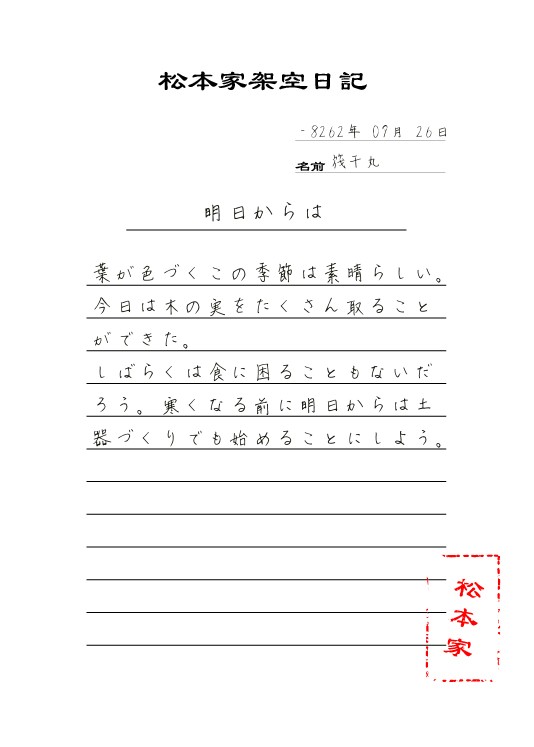 松本家架空日記
-8262年 07月 26日
名前 筏千丸
明日からは
葉が色づくこの季節は素晴らしい。
今日は木の実をたくさん取ること
ができた。
しばらくは食に困ることもないだ
ろう。寒くなる前に明日からは土
器づくりでも始めることにしよう。
松本家